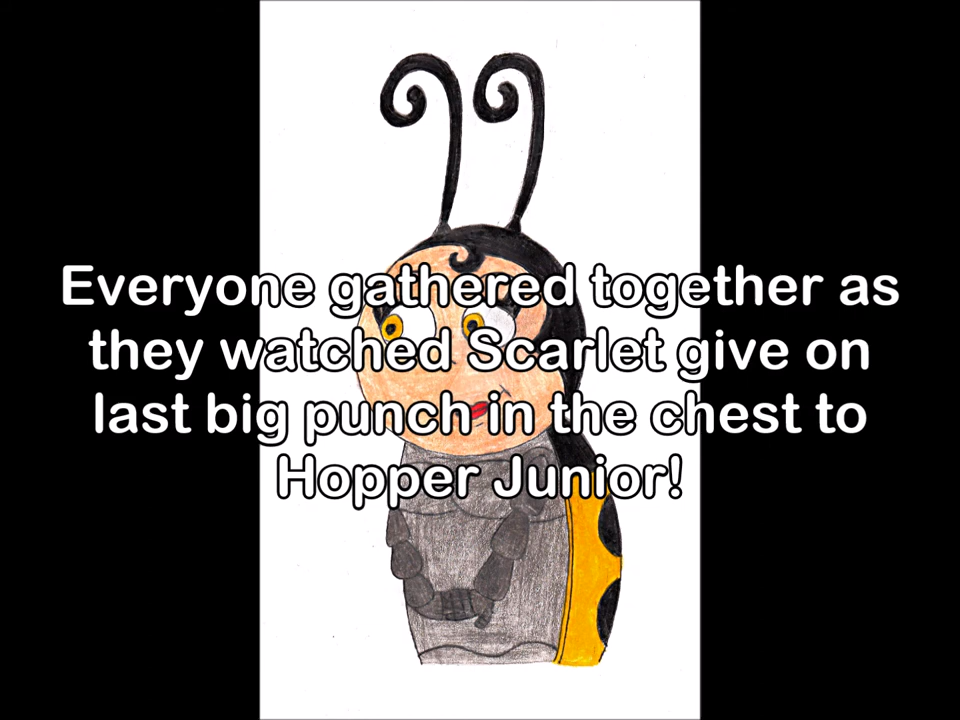 Everyone gathered together as
they watched Scarlet give on
last big punch in the chest to
Hopper Junior!